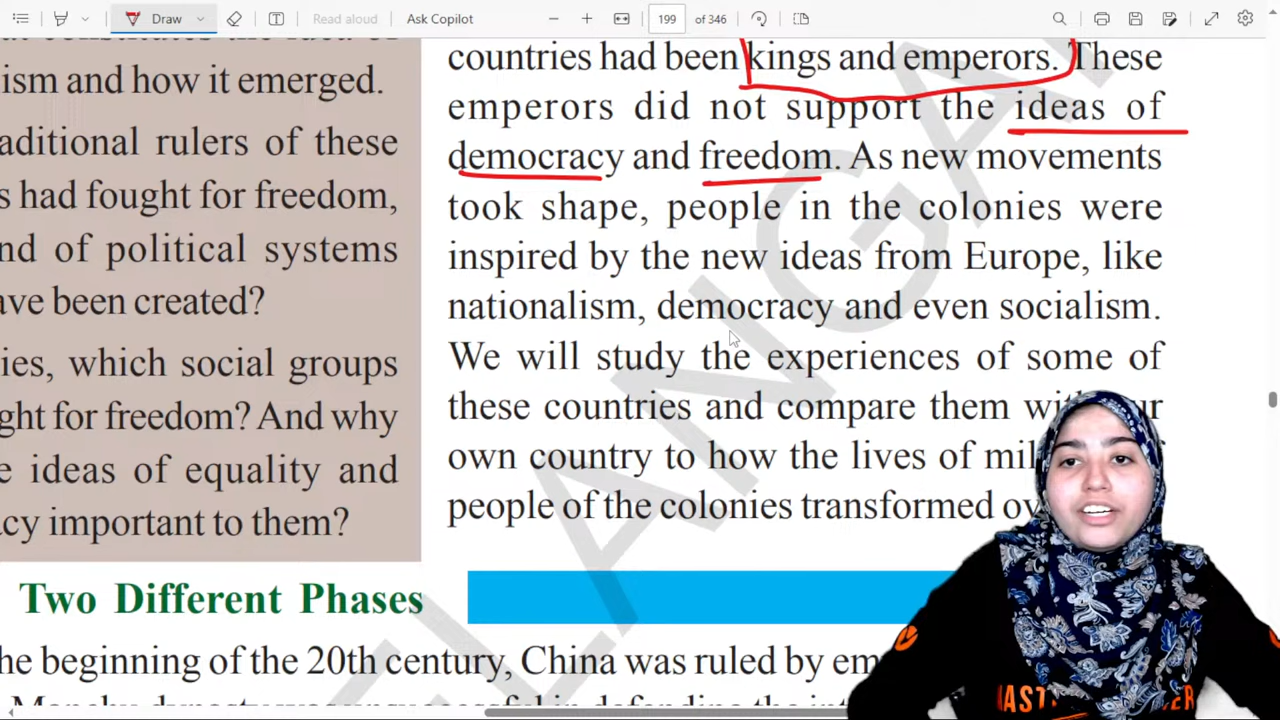 Draw
Read aloud
Ask Copilot
199 of 346
ism and how it emerged.
aditional rulers of these
s had fought for freedom,
nd of political systems
ave been created?
ies, which social groups
ght for freedom? And why
e ideas of equality and
cy important to them?
countries had been kings and emperors. These
emperors did not support the ideas of
democracy and freedom. As new movements
took shape, people in the colonies were
inspired by the new ideas from Europe, like
nationalism, democracy and even socialism.
We will study the experiences of some of
these countries and compare them with our
own country to how the lives of mil
people of the colonies transformed ov
Two Different Phases
he beginning of the 20th century, China was ruled by em
TELANGAN